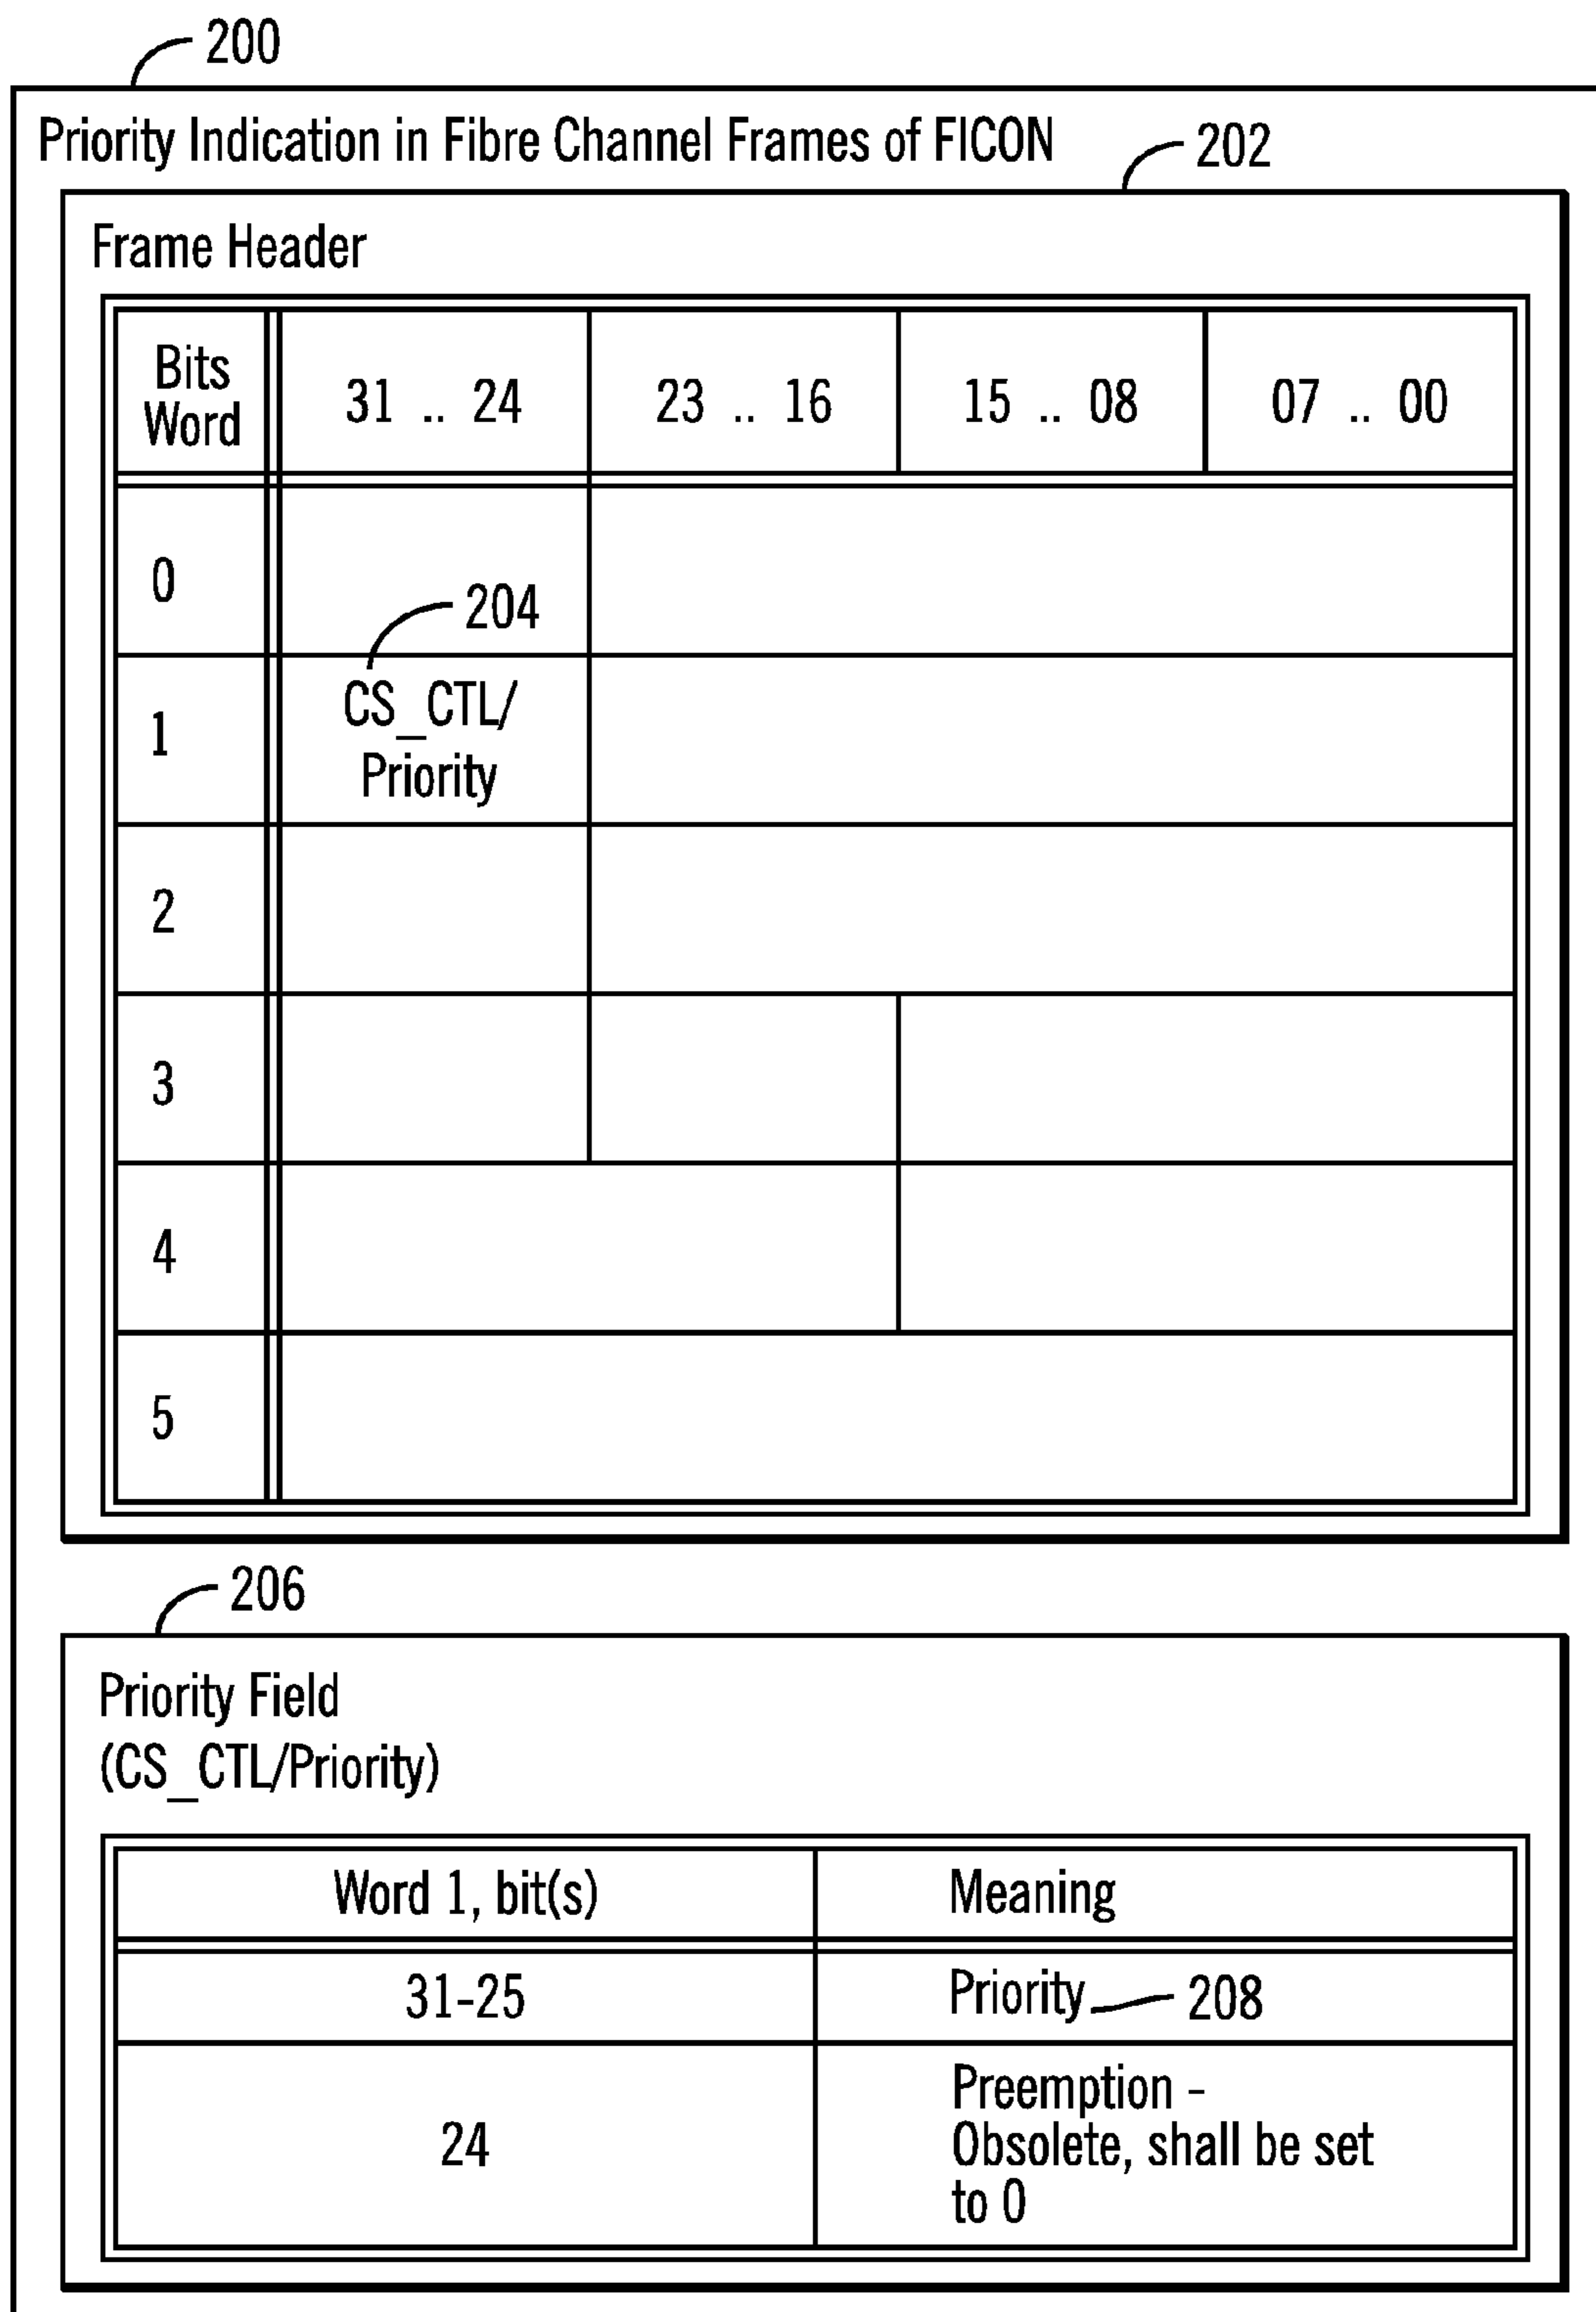 200
Priority Indication in Fibre Channel Frames of FICON
202
Frame Header
Bits
Word
31 .. 24
23 .. 16
15 .. 08
07 .. 00
0
204
1
CS_CTL/
Priority
2
3
4
5
206
Priority Field
(CS_CTL/Priority)
Word 1, bit(s)
Meaning
31-25
Priority
208
24
Preemption -
Obsolete, shall be set
to 0